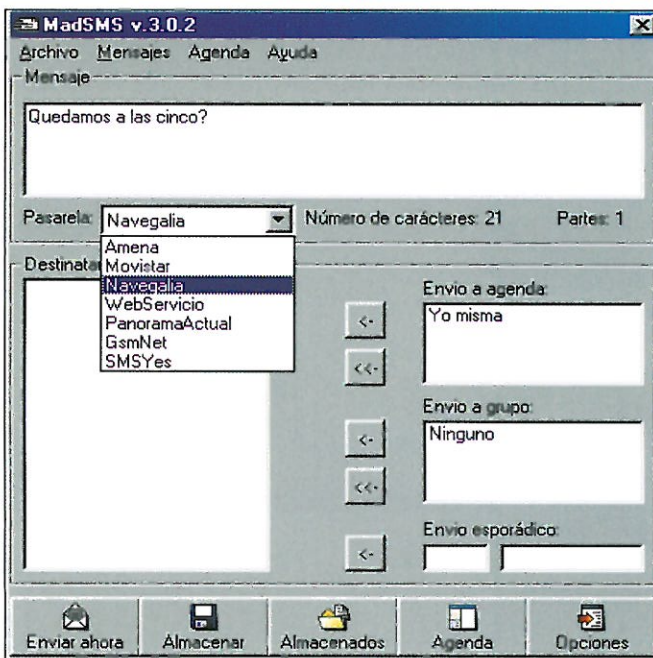 MadSMS v.3.0.2
Archivo Mensajes Agenda Ayuda
Mensaje
Quedamos a las cinco?
Pasarela: Navegalia Número de carácteres: 21 Partes: 1
Amena
Movistar
Navegalia
WebServicio
PanoramaActual
GsmNet
SMSYes
Destinatar
Envio a agenda:
Yo misma
<-
<<-
Envio a grupo:
Ninguno
<-
<<-
Envio esporádico:
<-
Enviar ahora Almacenar Almacenados Agenda Opciones